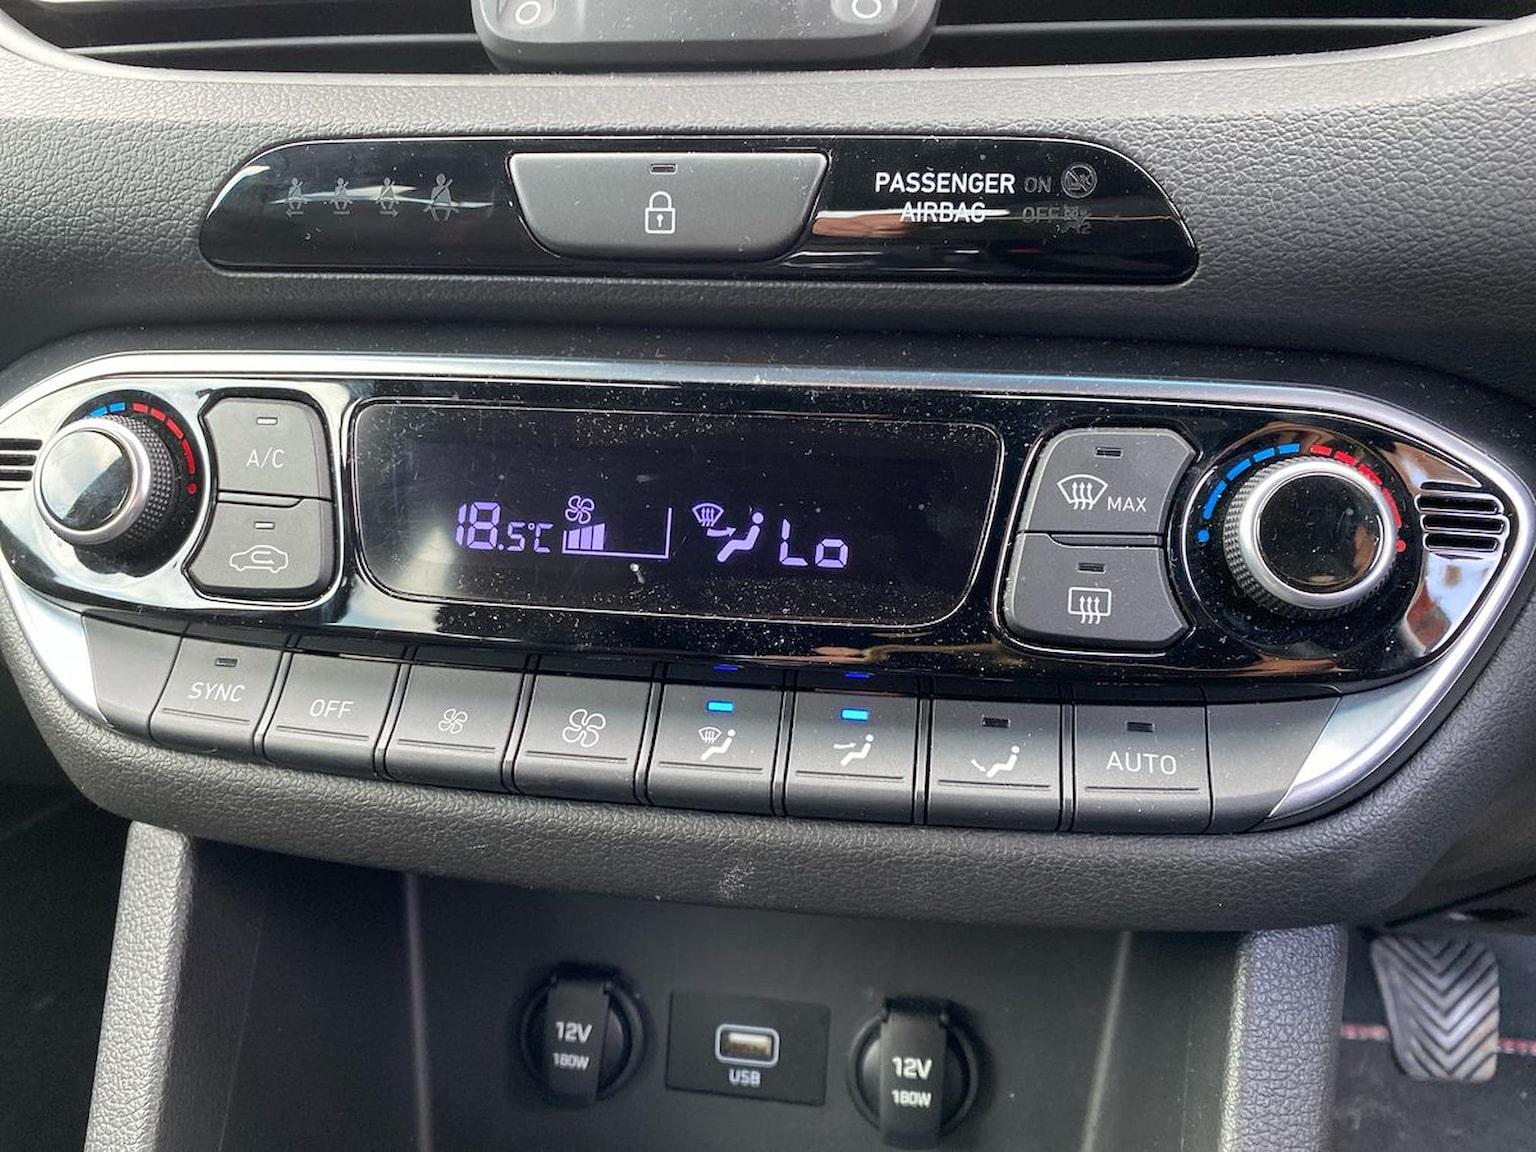 PASSENGER ON
AIRBAG OFF
A/C
18.5°C
Lo
MAX
SYNC
OFF
AUTO
12V
180W
USB
12V
180W